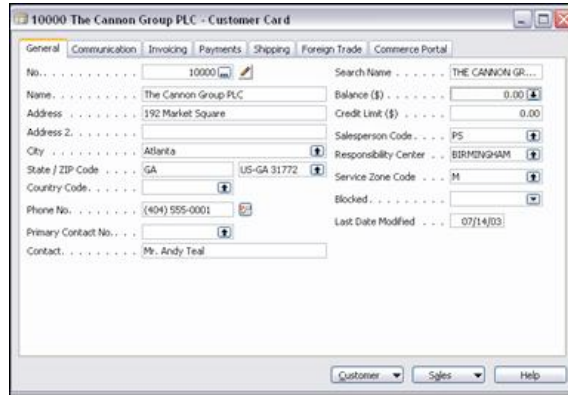 10000 The Cannon Group PLC - Customer Card
General Communication Invoicing Payments Shipping Foreign Trade Commerce Portal
No. 10000
Name. The Cannon Group PLC
Address 192 Market Square
Address 2.
City Atlanta
State / ZIP Code GA US-GA 31772
Country Code.
Phone No. (404) 555-0001
Primary Contact No.
Contact. Mr. Andy Teal
Search Name THE CANNON GR...
Balance ($) 0.00
Credit Limit ($) 0.00
Salesperson Code. PS
Responsibility Center BIRMINGHAM
Service Zone Code M
Blocked.
Last Date Modified 07/14/03
Customer Sales Help